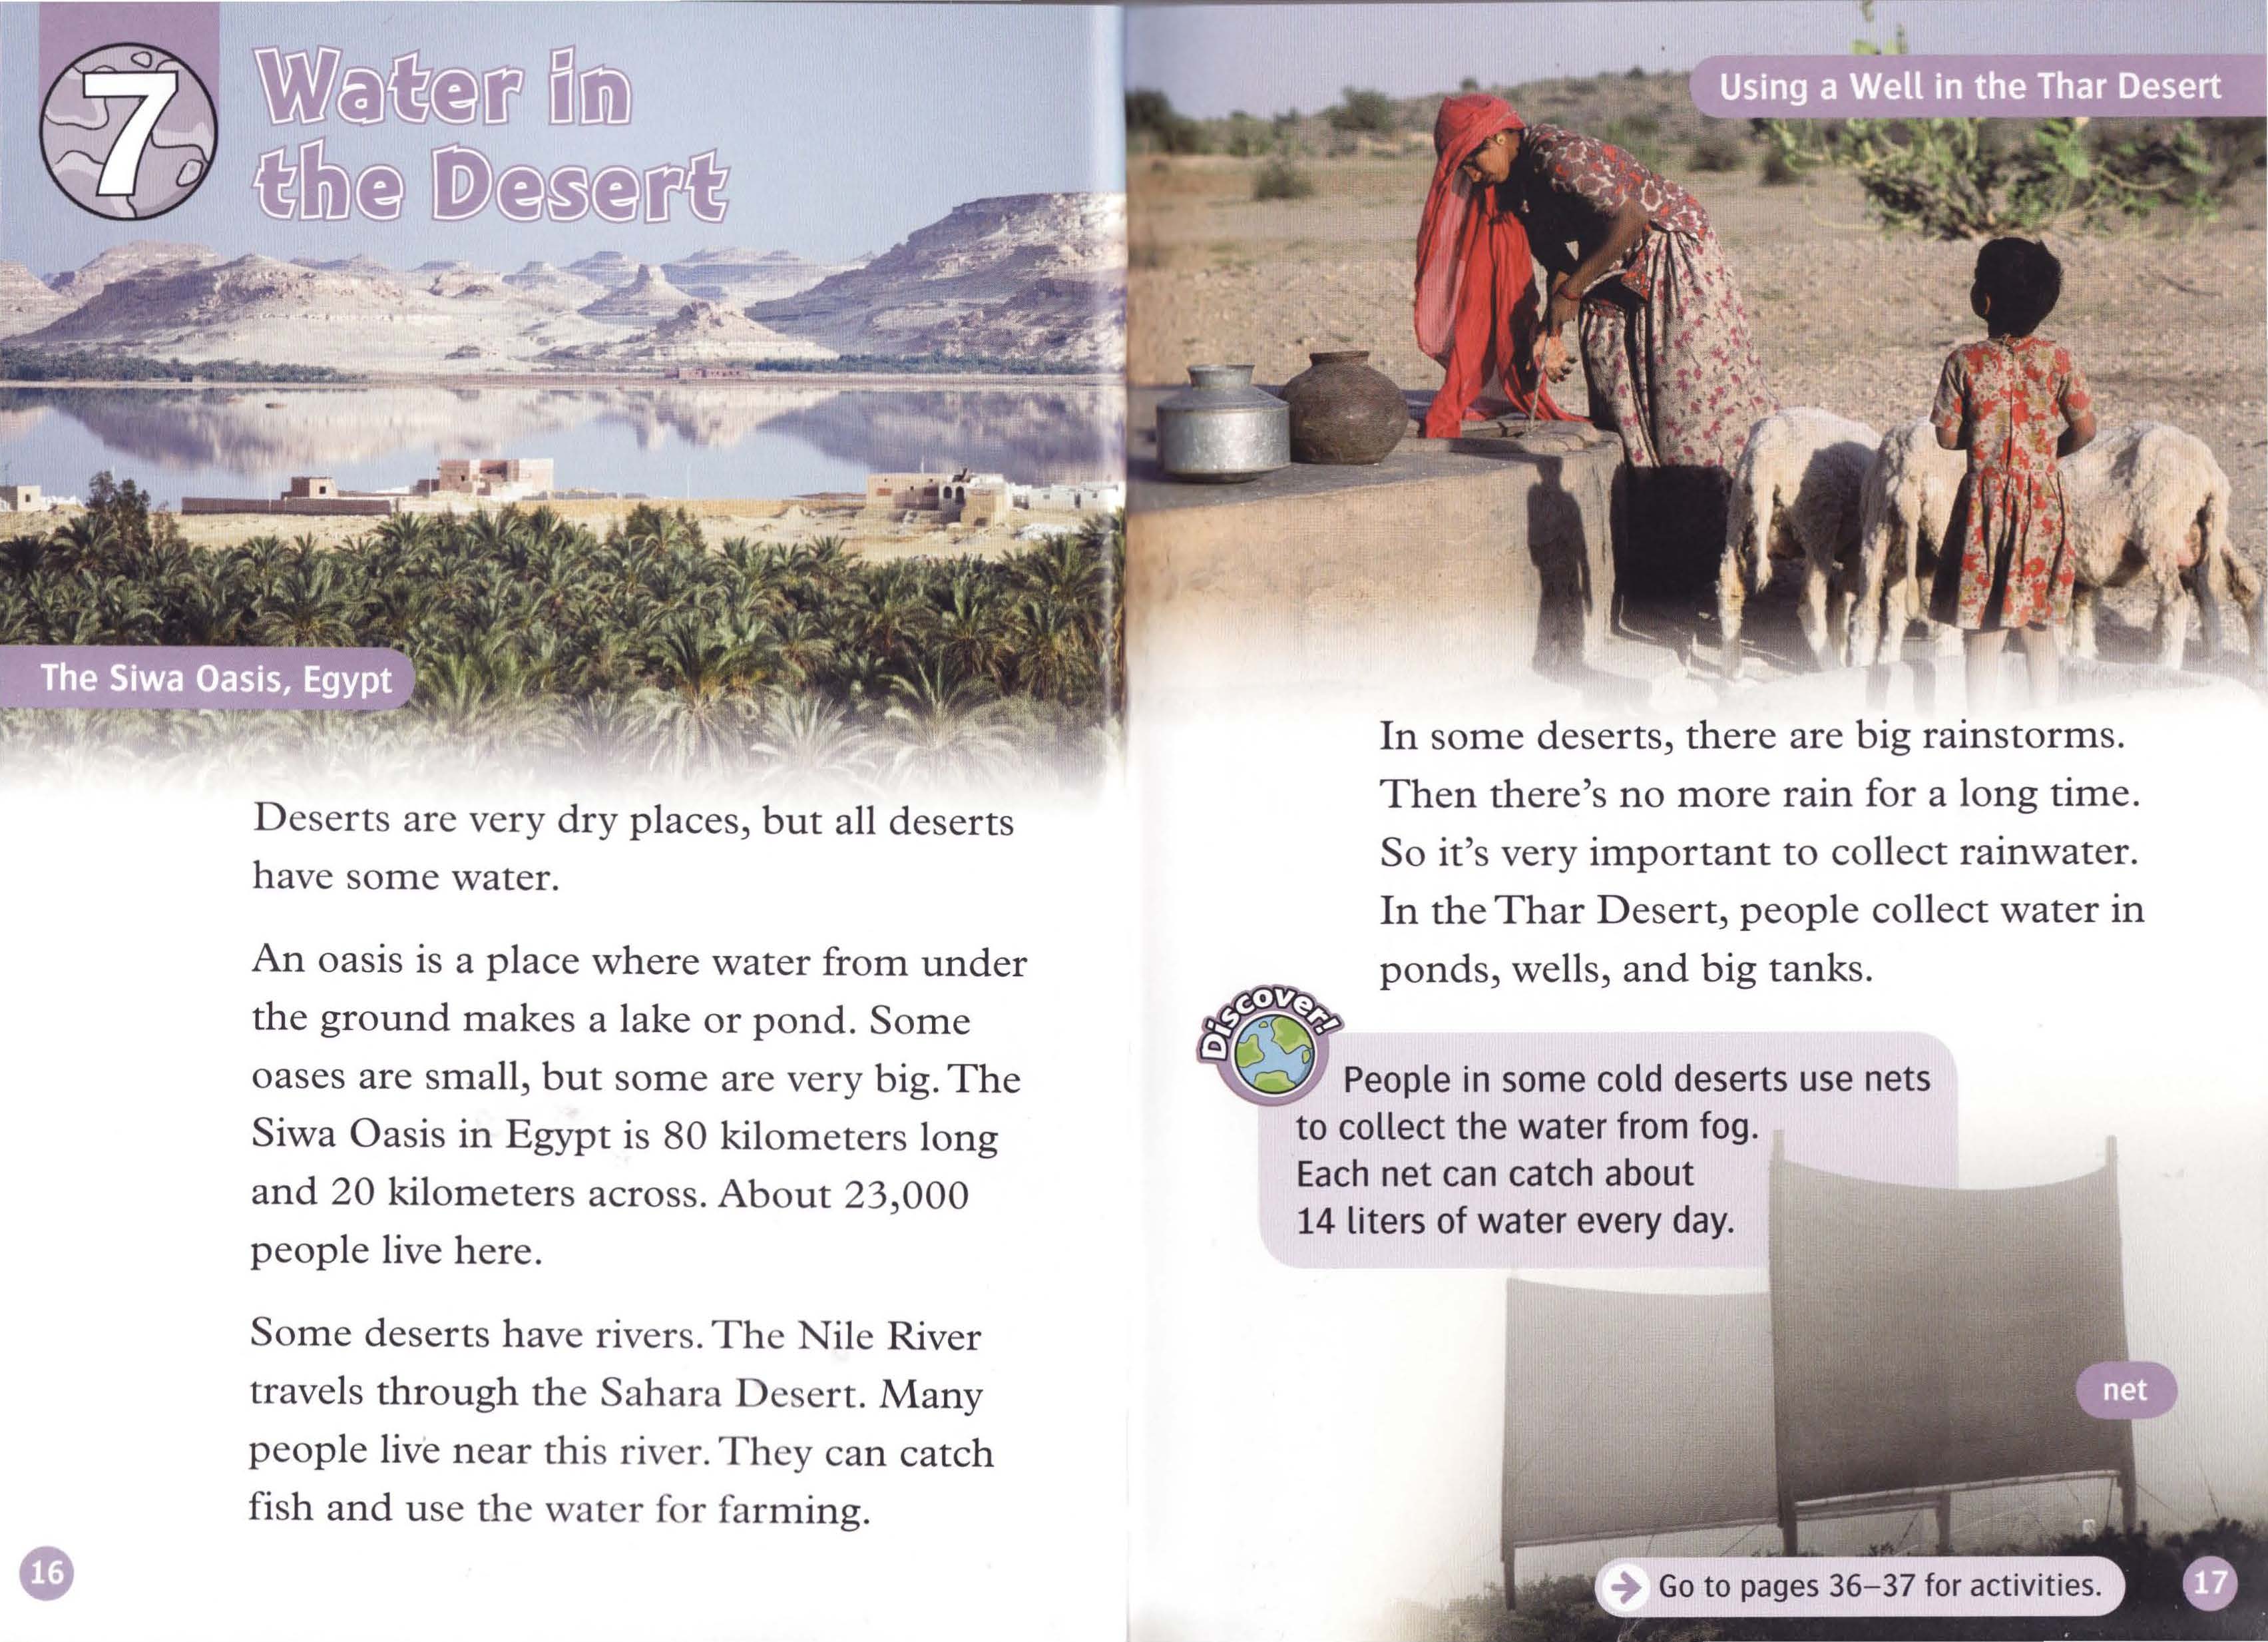 7
Water in
the Desert
The Siwa Oasis, Egypt
Deserts are very dry places, but all deserts
have some water.
An oasis is a place where water from under
the ground makes a lake or pond. Some
oases are small, but some are very big. The
Siwa Oasis in Egypt is 80 kilometers long
and 20 kilometers across. About 23,000
people live here.
Some deserts have rivers. The Nile River
travels through the Sahara Desert. Many
people live near this river. They can catch
fish and use the water for farming.
16
Using a Well in the Thar Desert
In some deserts, there are big rainstorms.
Then there's no more rain for a long time.
So it's very important to collect rainwater.
In the Thar Desert, people collect water in
ponds, wells, and big tanks.
Discover!
People in some cold deserts use nets
to collect the water from fog.
Each net can catch about
14 liters of water every day.
net
Go to pages 36–37 for activities.
17